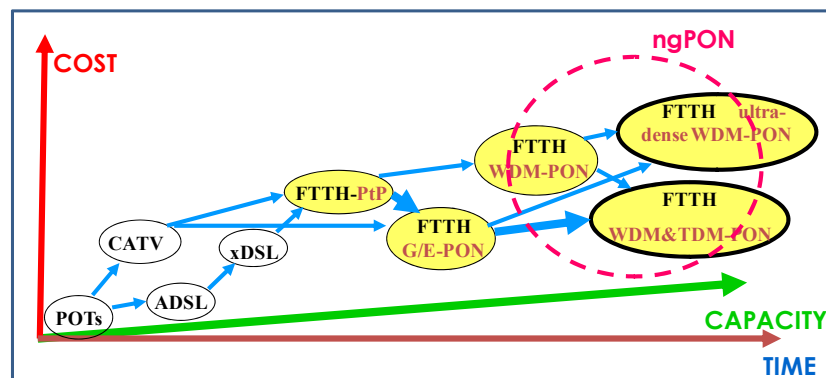 ngPON
COST
FTTH ultra-
dense WDM-PON
FTTH
WDM-PON
FTTH-PtP
FTTH
WDM&TDM-PON
FTTH
G/E-PON
CATV
xDSL
ADSL
POTs
CAPACITY
TIME